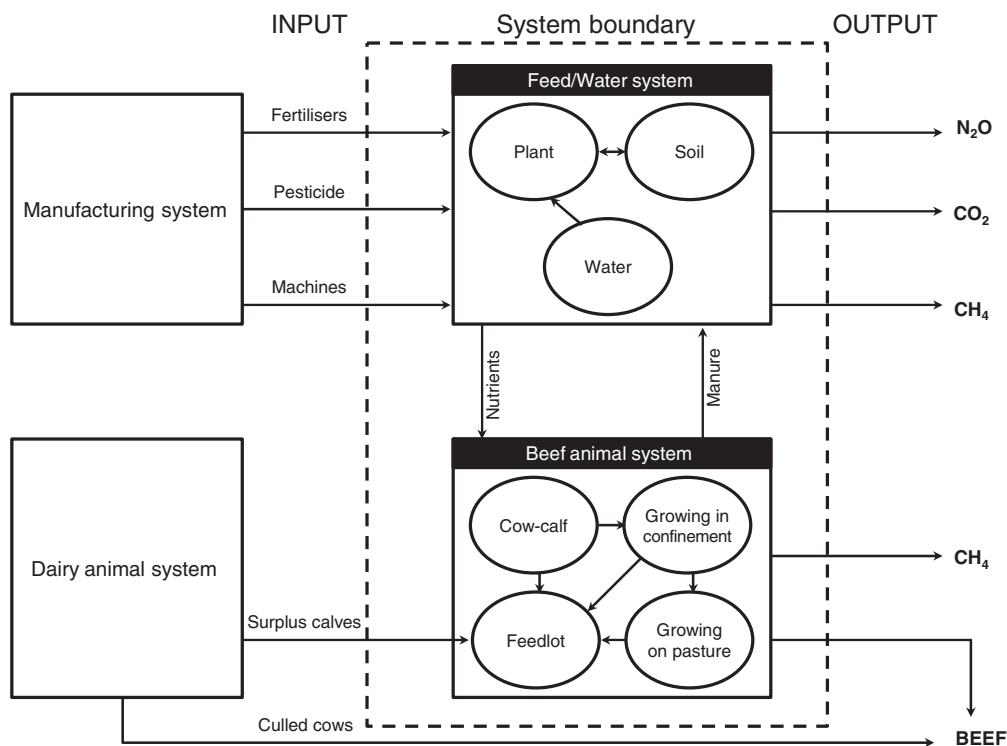 INPUT
System boundary
OUTPUT
Feed/Water system
Manufacturing system
Fertilisers
Pesticide
Machines
Plant
Soil
Water
N₂O
CO₂
CH₄
Nutrients
Manure
Dairy animal system
Beef animal system
Cow-calf
Growing in
confinement
Feedlot
Growing
on pasture
Surplus calves
Culled cows
CH₄
BEEF